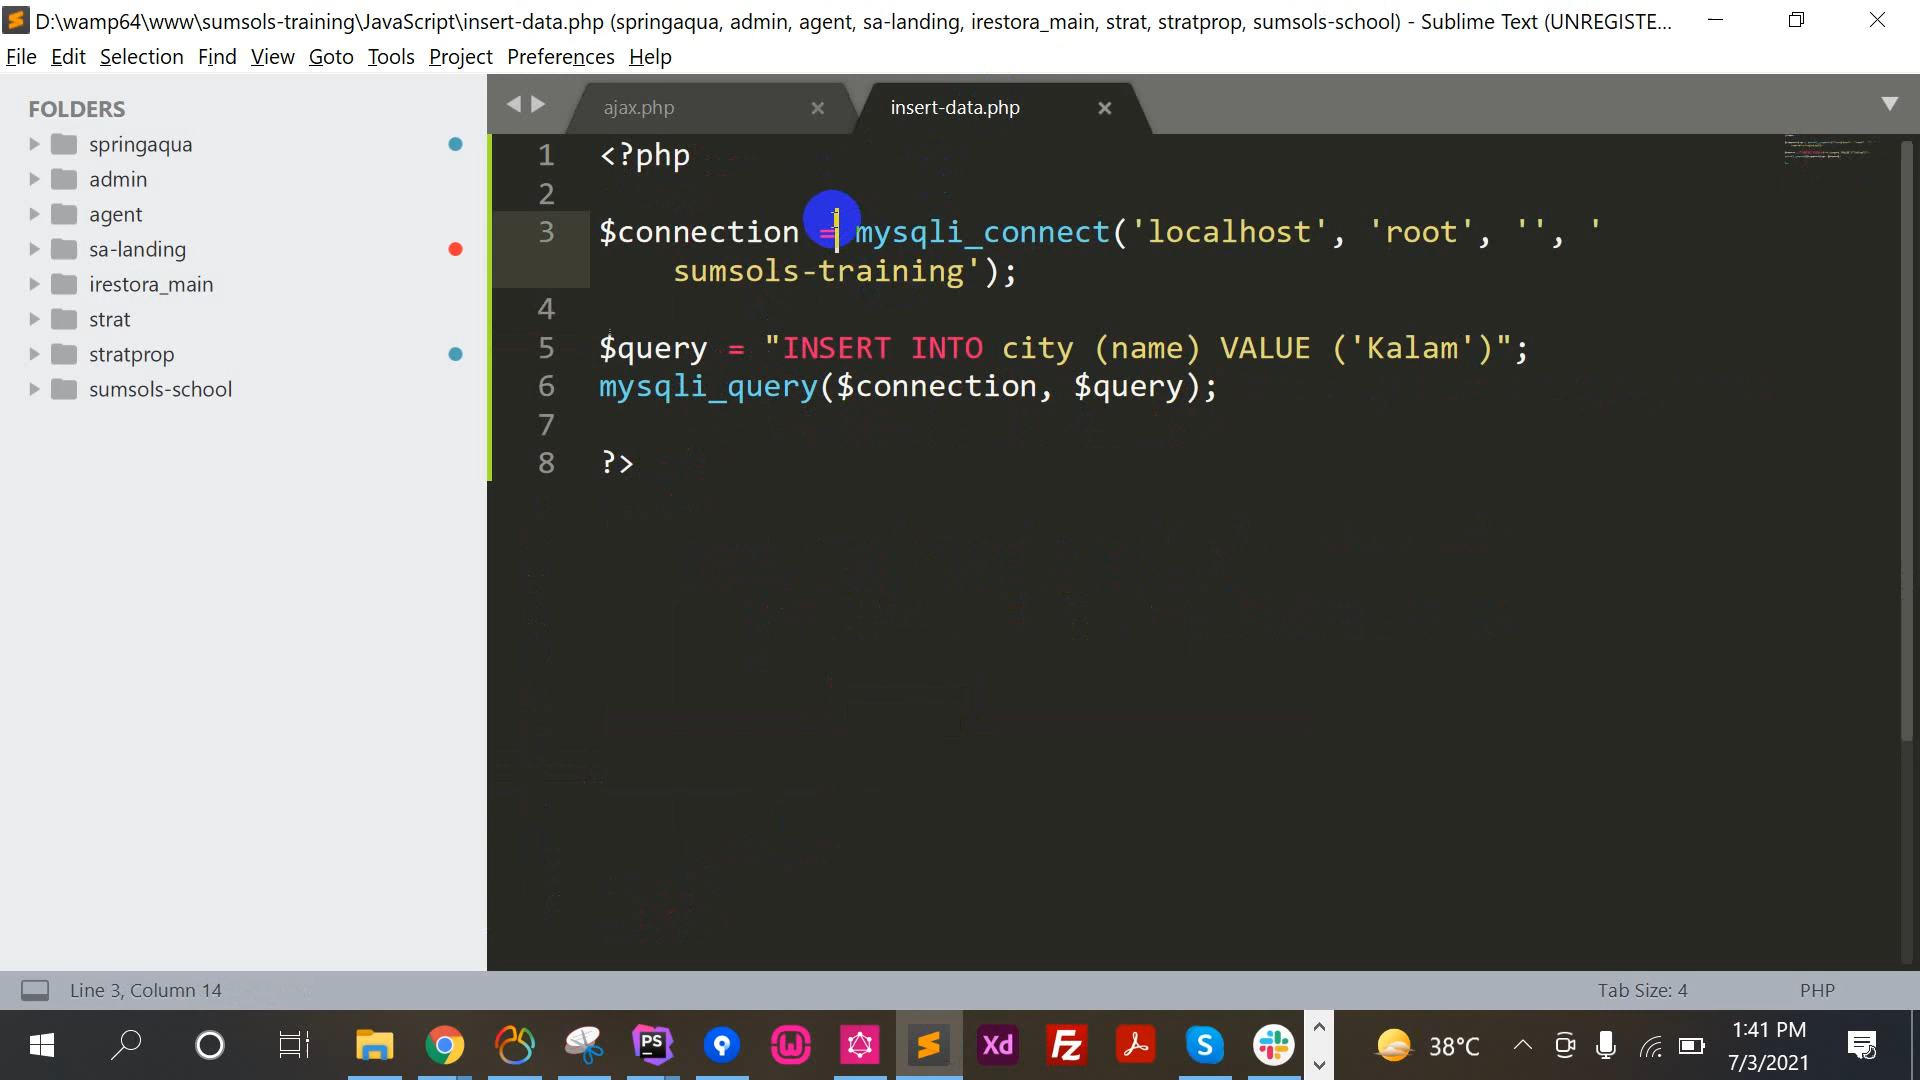 D:\wamp64\www\sumsols-training\JavaScript\insert-data.php (springaqua, admin, agent, sa-landing, irestora_main, strat, stratprop, sumsols-school) - Sublime Text (UNREGISTE...
File Edit Selection Find View Goto Tools Project Preferences Help
FOLDERS
springaqua
admin
agent
sa-landing
irestora_main
strat
stratprop
sumsols-school
ajax.php
insert-data.php
1 <?php
2
3 $connection = mysqli_connect('localhost', 'root', '', '
sumsols-training');
4
5 $query = "INSERT INTO city (name) VALUE ('Kalam')";
6 mysqli_query($connection, $query);
7
8 ?>
Line 3, Column 14
Tab Size: 4
PHP
PS
Xd
Fz
S
38°C
1:41 PM
7/3/2021